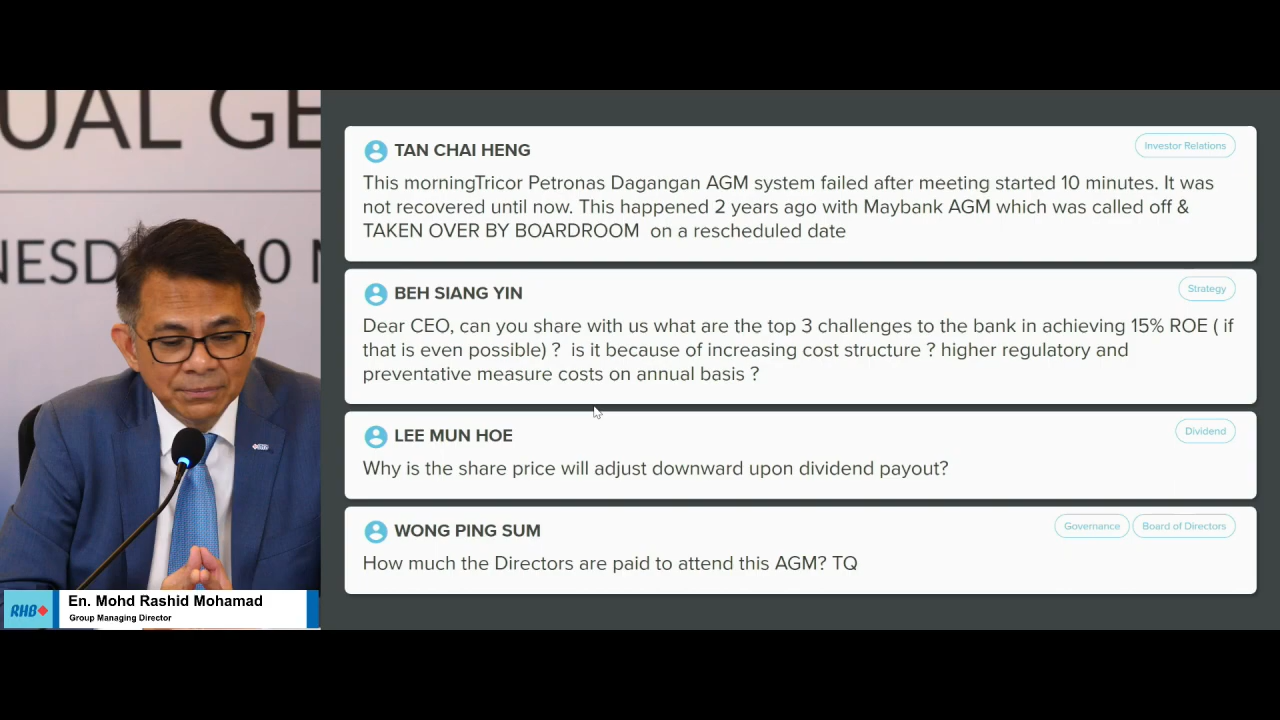 UAL GE
NESD 10 M
RHB
En. Mohd Rashid Mohamad
Group Managing Director
TAN CHAI HENG
Investor Relations
This morningTricor Petronas Dagangan AGM system failed after meeting started 10 minutes. It was
not recovered until now. This happened 2 years ago with Maybank AGM which was called off &
TAKEN OVER BY BOARDROOM on a rescheduled date
BEH SIANG YIN
Strategy
Dear CEO, can you share with us what are the top 3 challenges to the bank in achieving 15% ROE ( if
that is even possible) ? is it because of increasing cost structure ? higher regulatory and
preventative measure costs on annual basis ?
LEE MUN HOE
Dividend
Why is the share price will adjust downward upon dividend payout?
WONG PING SUM
Governance
Board of Directors
How much the Directors are paid to attend this AGM? TQ